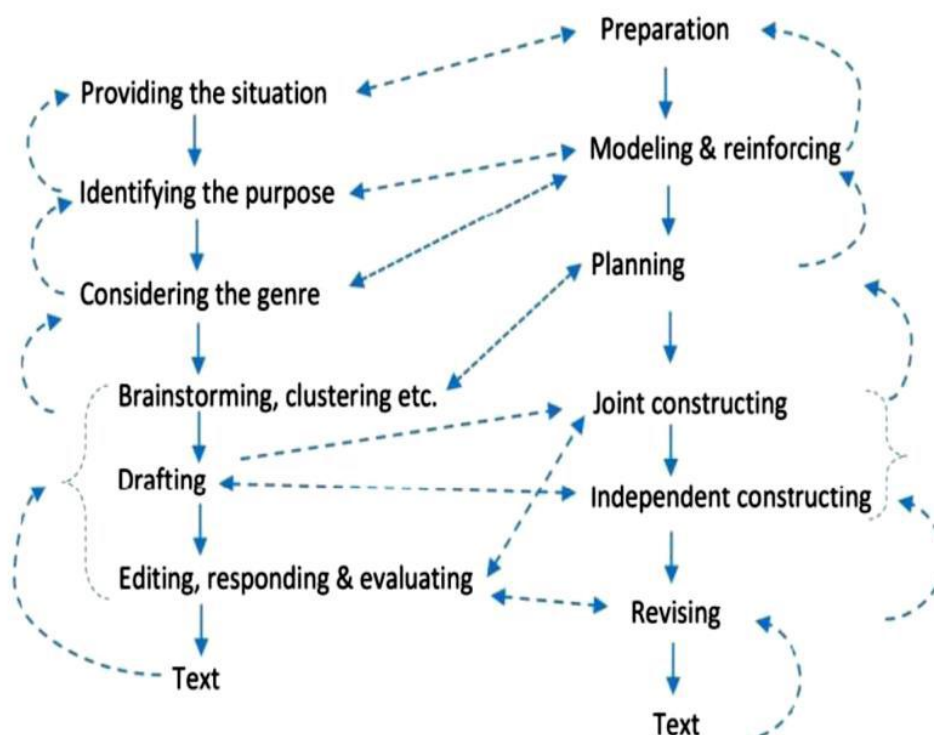 Preparation
Providing the situation
Modeling & reinforcing
Identifying the purpose
Planning
Considering the genre
Brainstorming, clustering etc.
Joint constructing
Drafting
Independent constructing
Editing, responding & evaluating
Revising
Text
Text